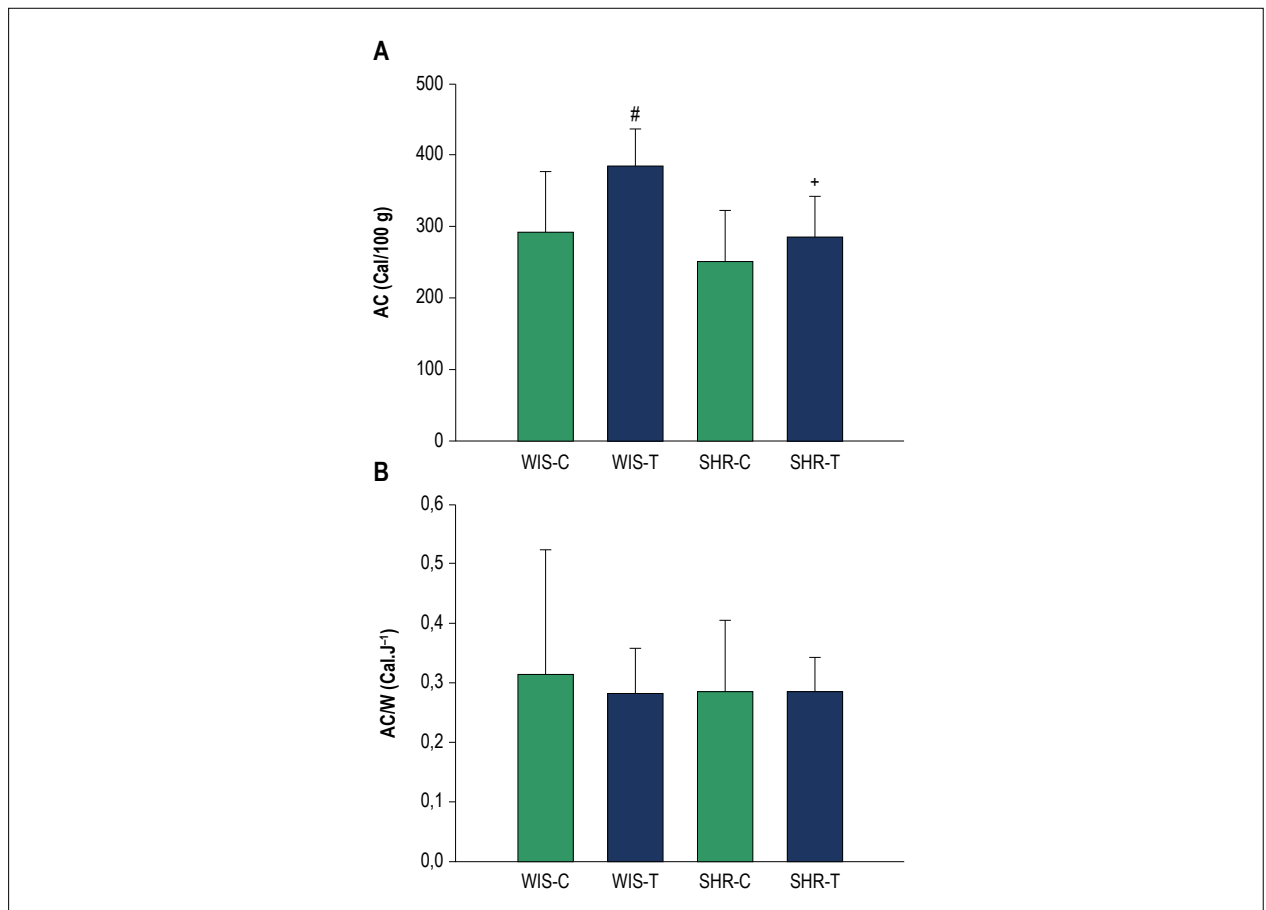 A
500
400
300
200
100
0
AC (Cal/100 g)
#
+
WIS-C WIS-T SHR-C SHR-T
B
0,6
0,5
0,4
0,3
0,2
0,1
0,0
AC/W (Cal.J⁻¹)
WIS-C WIS-T SHR-C SHR-T